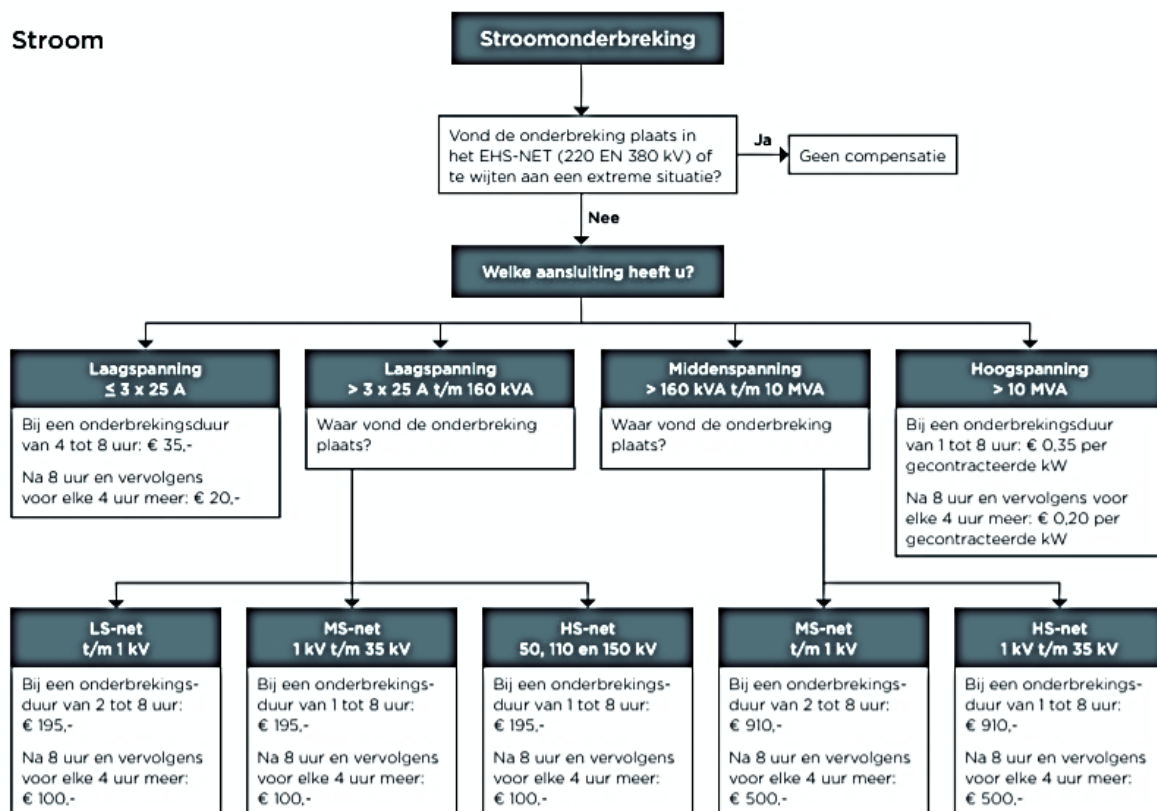 Stroom
Stroomonderbreking
Vond de onderbreking plaats in
het EHS-NET (220 EN 380 kV) of
te wijten aan een extreme situatie?
Ja
Geen compensatie
Nee
Welke aansluiting heeft u?
Laagspanning
≤ 3 x 25 A
Bij een onderbrekingsduur
van 4 tot 8 uur: € 35,-
Na 8 uur en vervolgens
voor elke 4 uur meer: € 20,-
Laagspanning
> 3 x 25 A t/m 160 kVA
Waar vond de onderbreking
plaats?
Middenspanning
> 160 kVA t/m 10 MVA
Waar vond de onderbreking
plaats?
Hoogspanning
> 10 MVA
Bij een onderbrekingsduur
van 1 tot 8 uur: € 0,35 per
gecontracteerde kW
Na 8 uur en vervolgens voor
elke 4 uur meer: € 0,20 per
gecontracteerde kW
LS-net
t/m 1 kV
Bij een onderbrekings-
duur van 2 tot 8 uur:
€ 195,-
Na 8 uur en vervolgens
voor elke 4 uur meer:
€ 100,-
MS-net
1 kV t/m 35 kV
Bij een onderbrekings-
duur van 1 tot 8 uur:
€ 195,-
Na 8 uur en vervolgens
voor elke 4 uur meer:
€ 100,-
HS-net
50, 110 en 150 kV
Bij een onderbrekings-
duur van 1 tot 8 uur:
€ 195,-
Na 8 uur en vervolgens
voor elke 4 uur meer:
€ 100,-
MS-net
t/m 1 kV
Bij een onderbrekings-
duur van 2 tot 8 uur:
€ 910,-
Na 8 uur en vervolgens
voor elke 4 uur meer:
€ 500,-
HS-net
1 kV t/m 35 kV
Bij een onderbrekings-
duur van 1 tot 8 uur:
€ 910,-
Na 8 uur en vervolgens
voor elke 4 uur meer:
€ 500,-